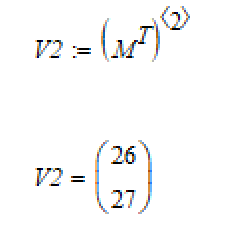 V2 := (M^T)^⟨2⟩
V2 = (26
27)